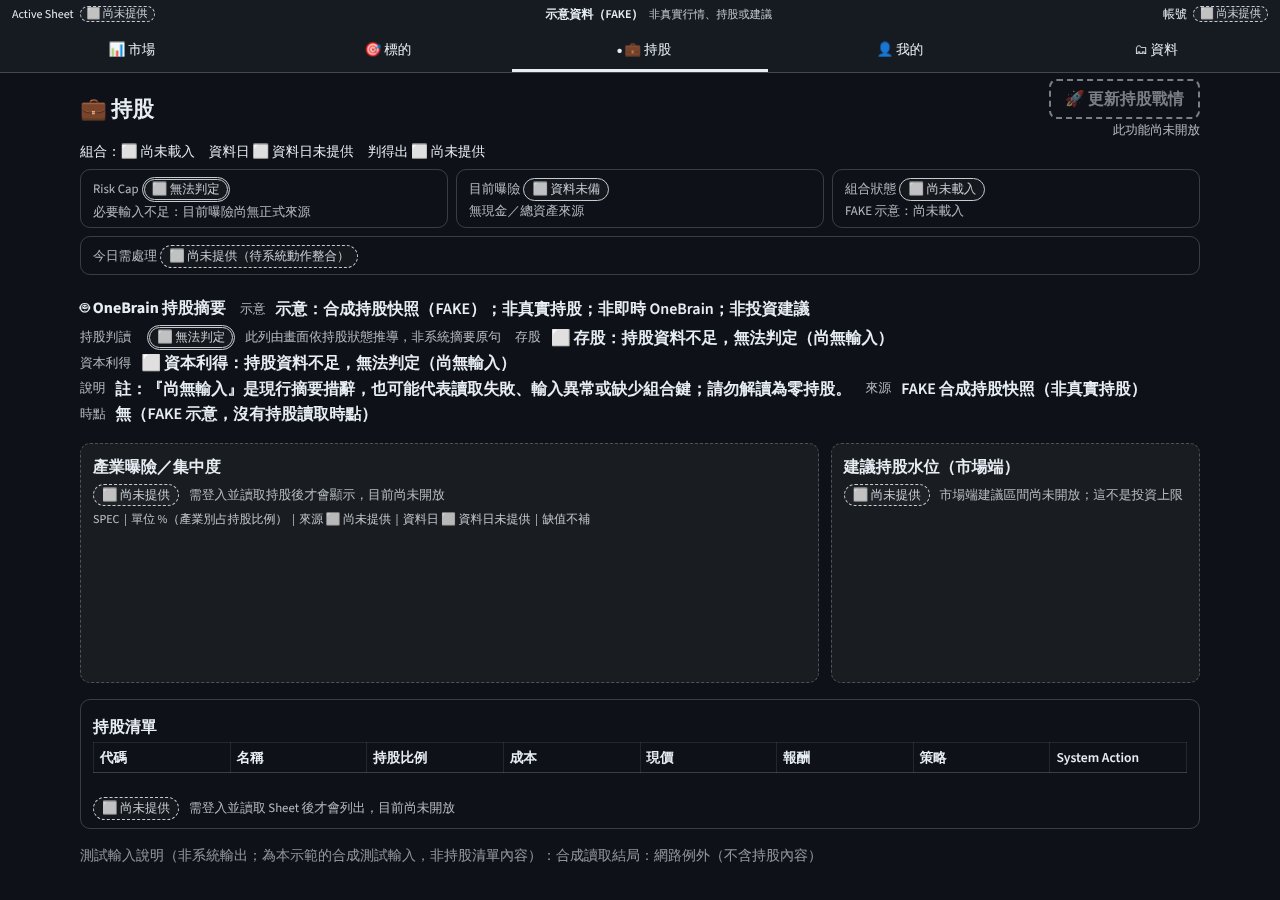 Active Sheet ⬜ 尚未提供 示意資料（FAKE） 非真實行情、持股或建議 帳號 ⬜ 尚未提供
📊 市場 🎯 標的 • 💼 持股 👤 我的 🗂 資料
💼 持股 🚀 更新持股戰情
此功能尚未開放
組合：⬜ 尚未載入 資料日 ⬜ 資料日未提供 判得出 ⬜ 尚未提供
Risk Cap ⬜ 無法判定
必要輸入不足：目前曝險尚無正式來源
目前曝險 ⬜ 資料未備
無現金／總資產來源
組合狀態 ⬜ 尚未載入
FAKE 示意：尚未載入
今日需處理 ⬜ 尚未提供（待系統動作整合）
OneBrain 持股摘要 示意 示意：合成持股快照（FAKE）；非真實持股；非即時 OneBrain；非投資建議
持股判讀 ⬜ 無法判定 此列由畫面依持股狀態推導，非系統摘要原句 存股 ⬜ 存股：持股資料不足，無法判定（尚無輸入）
資本利得 ⬜ 資本利得：持股資料不足，無法判定（尚無輸入）
說明 註：『尚無輸入』是現行摘要措辭，也可能代表讀取失敗、輸入異常或缺少組合鍵；請勿解讀為零持股。 來源 FAKE 合成持股快照（非真實持股）
時點 無（FAKE 示意，沒有持股讀取時點）
產業曝險／集中度
⬜ 尚未提供 需登入並讀取持股後才會顯示，目前尚未開放
SPEC｜單位 %（產業別占持股比例）｜來源 ⬜ 尚未提供｜資料日 ⬜ 資料日未提供｜缺值不補
建議持股水位（市場端）
⬜ 尚未提供 市場端建議區間尚未開放；這不是投資上限
持股清單
代碼 名稱 持股比例 成本 現價 報酬 策略 System Action
⬜ 尚未提供 需登入並讀取 Sheet 後才會列出，目前尚未開放
測試輸入說明（非系統輸出；為本示範的合成測試輸入，非持股清單內容）：合成讀取結局：網路例外（不含持股內容）